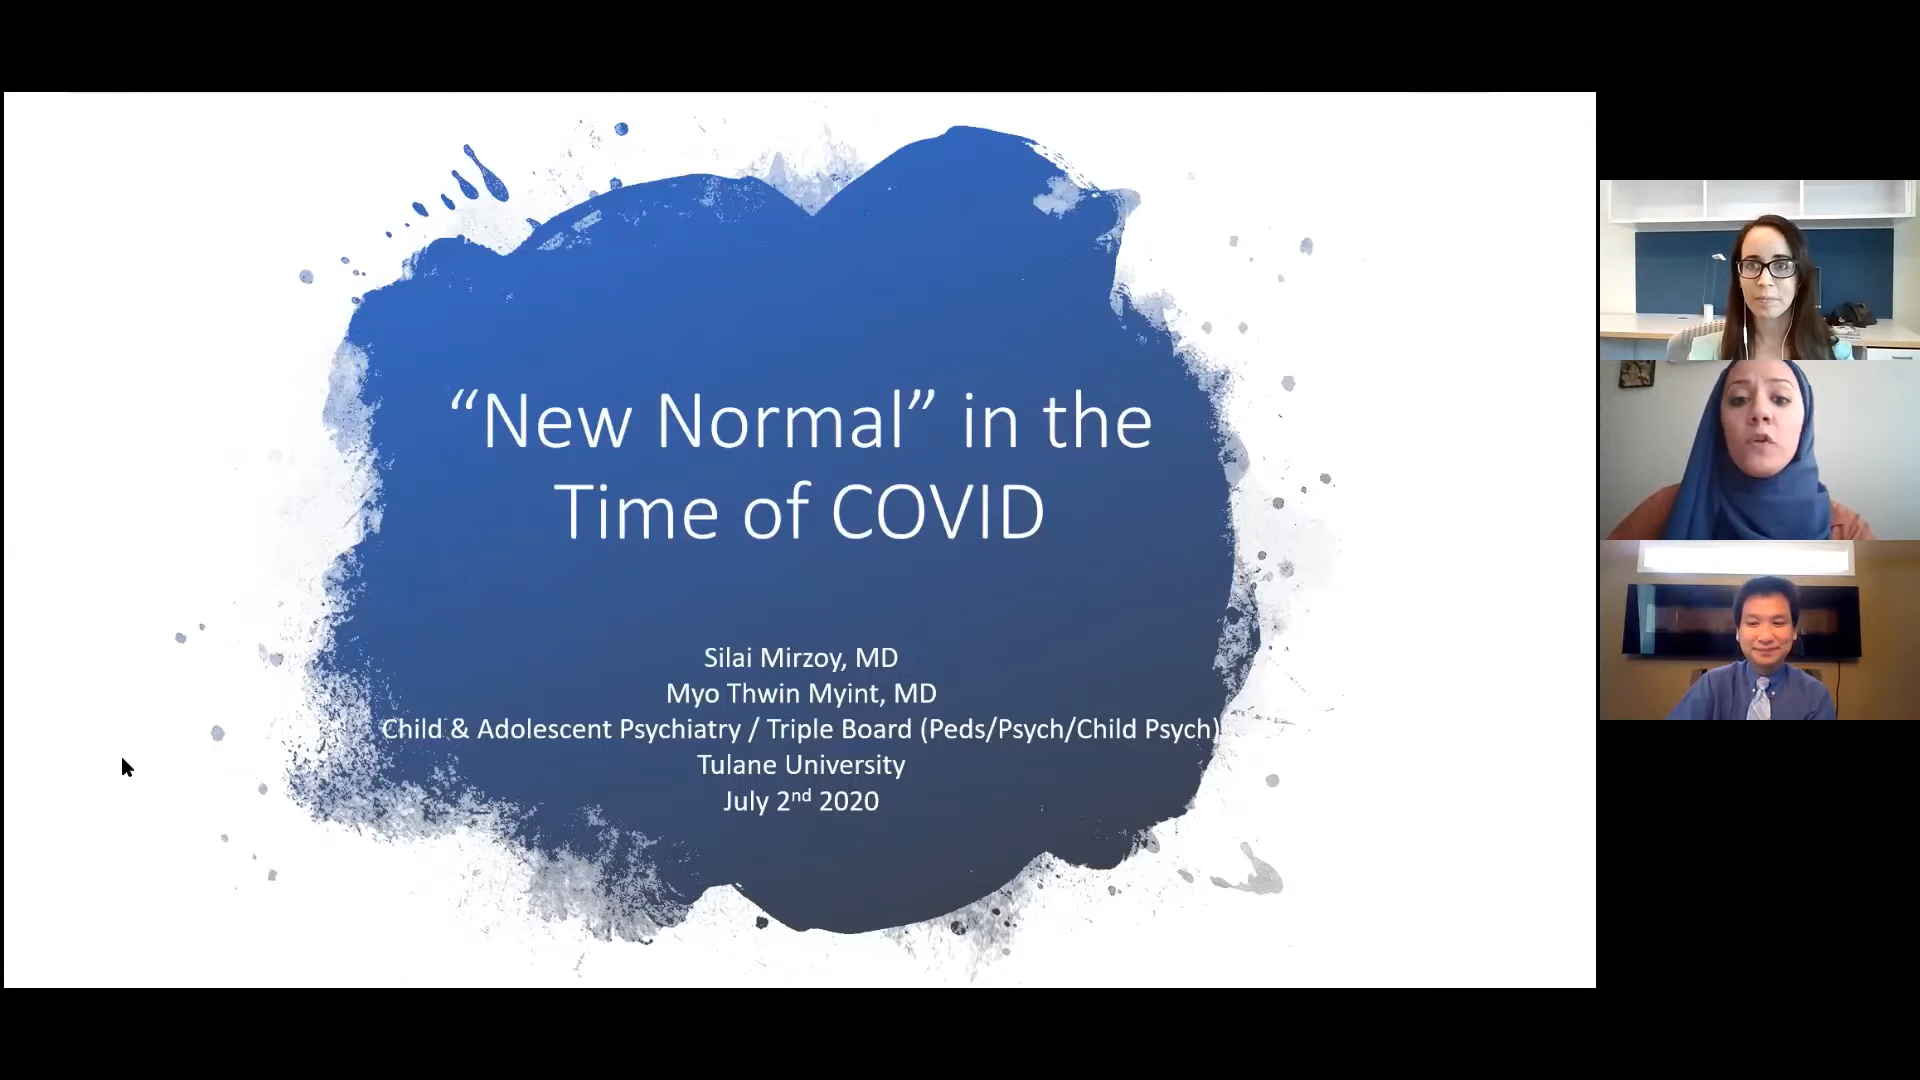 “New Normal” in the
Time of COVID
Silai Mirzoy, MD
Myo Thwin Myint, MD
Child & Adolescent Psychiatry / Triple Board (Peds/Psych/Child Psych)
Tulane University
July 2nd 2020